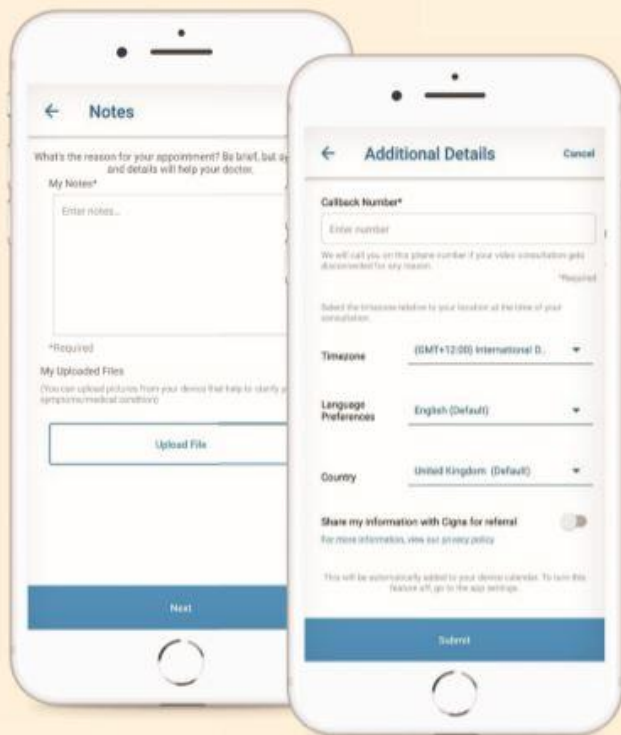 Notes
What's the reason for your appointment? Be brief, but
and details will help your doctor.
My Notes*
Enter notes...
*Required
My Uploaded Files
(You can upload pictures from your device that help to clarify
symptoms/medical condition)
Upload File
Next
Additional Details
Cancel
Callback Number*
Enter number
We will call you on this phone number if your video consultation gets
disconnected for any reason.
*Required
Select the timezone relative to your location at the time of your
consultation.
Timezone
(GMT+12:00) International D..
Language
Preferences
English (Default)
Country
United Kingdom (Default)
Share my information with Cigna for referral
For more information, view our privacy policy
This will be automatically added to your device calendar. To turn this
feature off, go to the app settings.
Submit